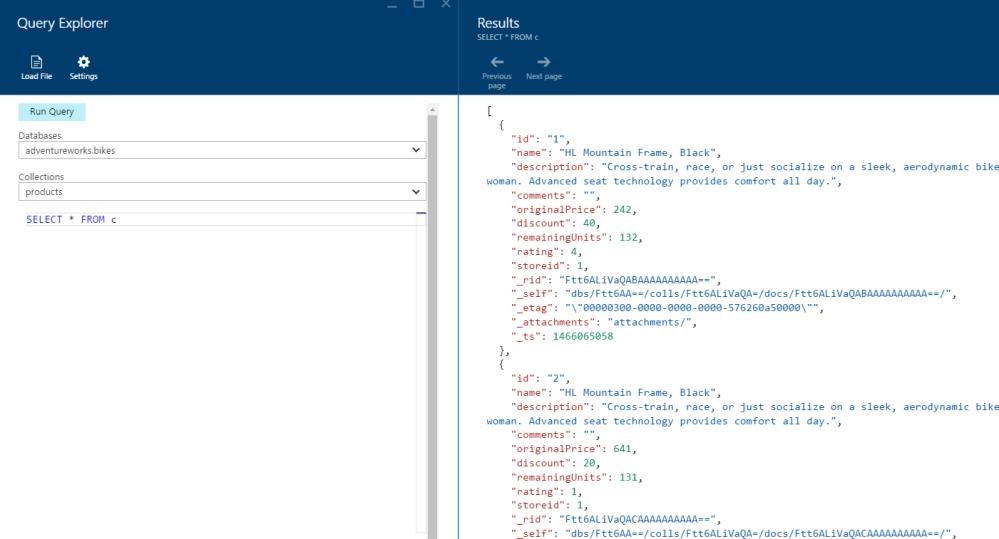 Query Explorer
Load File
Settings
Run Query
Databases
adventureworks.bikes
Collections
products
SELECT * FROM c
Results
SELECT * FROM c
Previous page
Next page
[
{
"id": "1",
"name": "HL Mountain Frame, Black",
"description": "Cross-train, race, or just socialize on a sleek, aerodynamic bike
woman. Advanced seat technology provides comfort all day.",
"comments": "",
"originalPrice": 242,
"discount": 40,
"remainingUnits": 132,
"rating": 4,
"storeid": 1,
"_rid": "Ftt6ALiVaQABAAAAAAAAAA==",
"_self": "dbs/Ftt6AA==/colls/Ftt6ALiVaQA=/docs/Ftt6ALiVaQABAAAAAAAAAA==/",
"_etag": "\"00000300-0000-0000-0000-576260a50000\"",
"_attachments": "attachments/",
"_ts": 1466065058
},
{
"id": "2",
"name": "HL Mountain Frame, Black",
"description": "Cross-train, race, or just socialize on a sleek, aerodynamic bike
woman. Advanced seat technology provides comfort all day.",
"comments": "",
"originalPrice": 641,
"discount": 20,
"remainingUnits": 131,
"rating": 1,
"storeid": 1,
"_rid": "Ftt6ALiVaQACAAAAAAAAAA==",
"_self": "dbs/Ftt6AA==/colls/Ftt6ALiVaQA=/docs/Ftt6ALiVaQACAAAAAAAAAA==/",